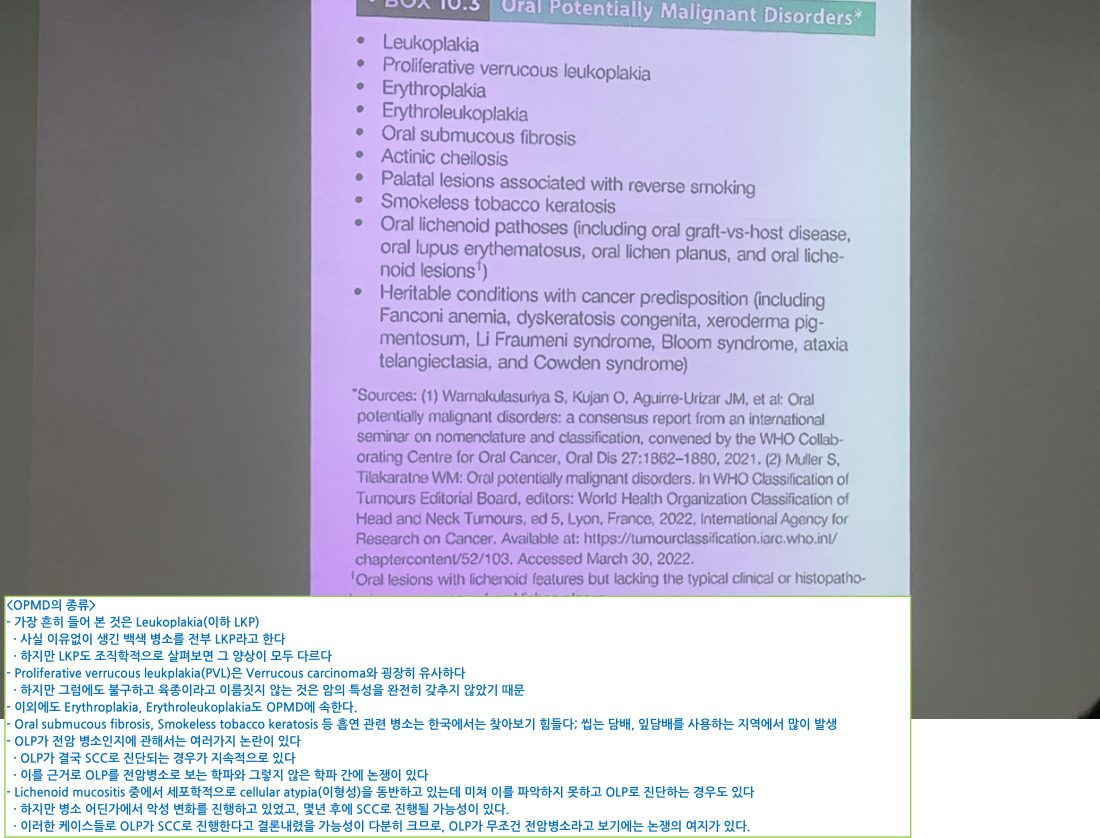 BOX 10.3 Oral Potentially Malignant Disorders*
• Leukoplakia
• Proliferative verrucous leukoplakia
• Erythroplakia
• Erythroleukoplakia
• Oral submucous fibrosis
• Actinic cheilosis
• Palatal lesions associated with reverse smoking
• Smokeless tobacco keratosis
• Oral lichenoid pathoses (including oral graft-vs-host disease,
oral lupus erythematosus, oral lichen planus, and oral liche-
noid lesions†)
• Heritable conditions with cancer predisposition (including
Fanconi anemia, dyskeratosis congenita, xeroderma pig-
mentosum, Li Fraumeni syndrome, Bloom syndrome, ataxia
telangiectasia, and Cowden syndrome)
*Sources: (1) Warnakulasuriya S, Kujan O, Aguirre-Urizar JM, et al: Oral
potentially malignant disorders: a consensus report from an international
seminar on nomenclature and classification, convened by the WHO Collab-
orating Centre for Oral Cancer, Oral Dis 27:1862–1880, 2021. (2) Muller S,
Tilakaratne WM: Oral potentially malignant disorders. In WHO Classification of
Tumours Editorial Board, editors: World Health Organization Classification of
Head and Neck Tumours, ed 5, Lyon, France, 2022, International Agency for
Research on Cancer. Available at: https://tumourclassification.iarc.who.int/
chaptercontent/52/103. Accessed March 30, 2022.
†Oral lesions with lichenoid features but lacking the typical clinical or histopatho-
<OPMD의 종류>
- 가장 흔히 들어 본 것은 Leukoplakia(이하 LKP)
· 사실 이유없이 생긴 백색 병소를 전부 LKP라고 한다
· 하지만 LKP도 조직학적으로 살펴보면 그 양상이 모두 다르다
- Proliferative verrucous leukplakia(PVL)은 Verrucous carcinoma와 굉장히 유사하다
· 하지만 그럼에도 불구하고 육종이라고 이름짓지 않는 것은 암의 특성을 완전히 갖추지 않았기 때문
- 이외에도 Erythroplakia, Erythroleukoplakia도 OPMD에 속한다.
- Oral submucous fibrosis, Smokeless tobacco keratosis 등 흡연 관련 병소는 한국에서는 찾아보기 힘들다; 씹는 담배, 잎담배를 사용하는 지역에서 많이 발생
- OLP가 전암 병소인지에 관해서는 여러가지 논란이 있다
· OLP가 결국 SCC로 진단되는 경우가 지속적으로 있다
· 이를 근거로 OLP를 전암병소로 보는 학파와 그렇지 않은 학파 간에 논쟁이 있다
- Lichenoid mucositis 중에서 세포학적으로 cellular atypia(이형성)을 동반하고 있는데 미쳐 이를 파악하지 못하고 OLP로 진단하는 경우도 있다
· 하지만 병소 어딘가에서 악성 변화를 진행하고 있었고, 몇년 후에 SCC로 진행될 가능성이 있다.
· 이러한 케이스들로 OLP가 SCC로 진행한다고 결론내렸을 가능성이 다분히 크므로, OLP가 무조건 전암병소라고 보기에는 논쟁의 여지가 있다.